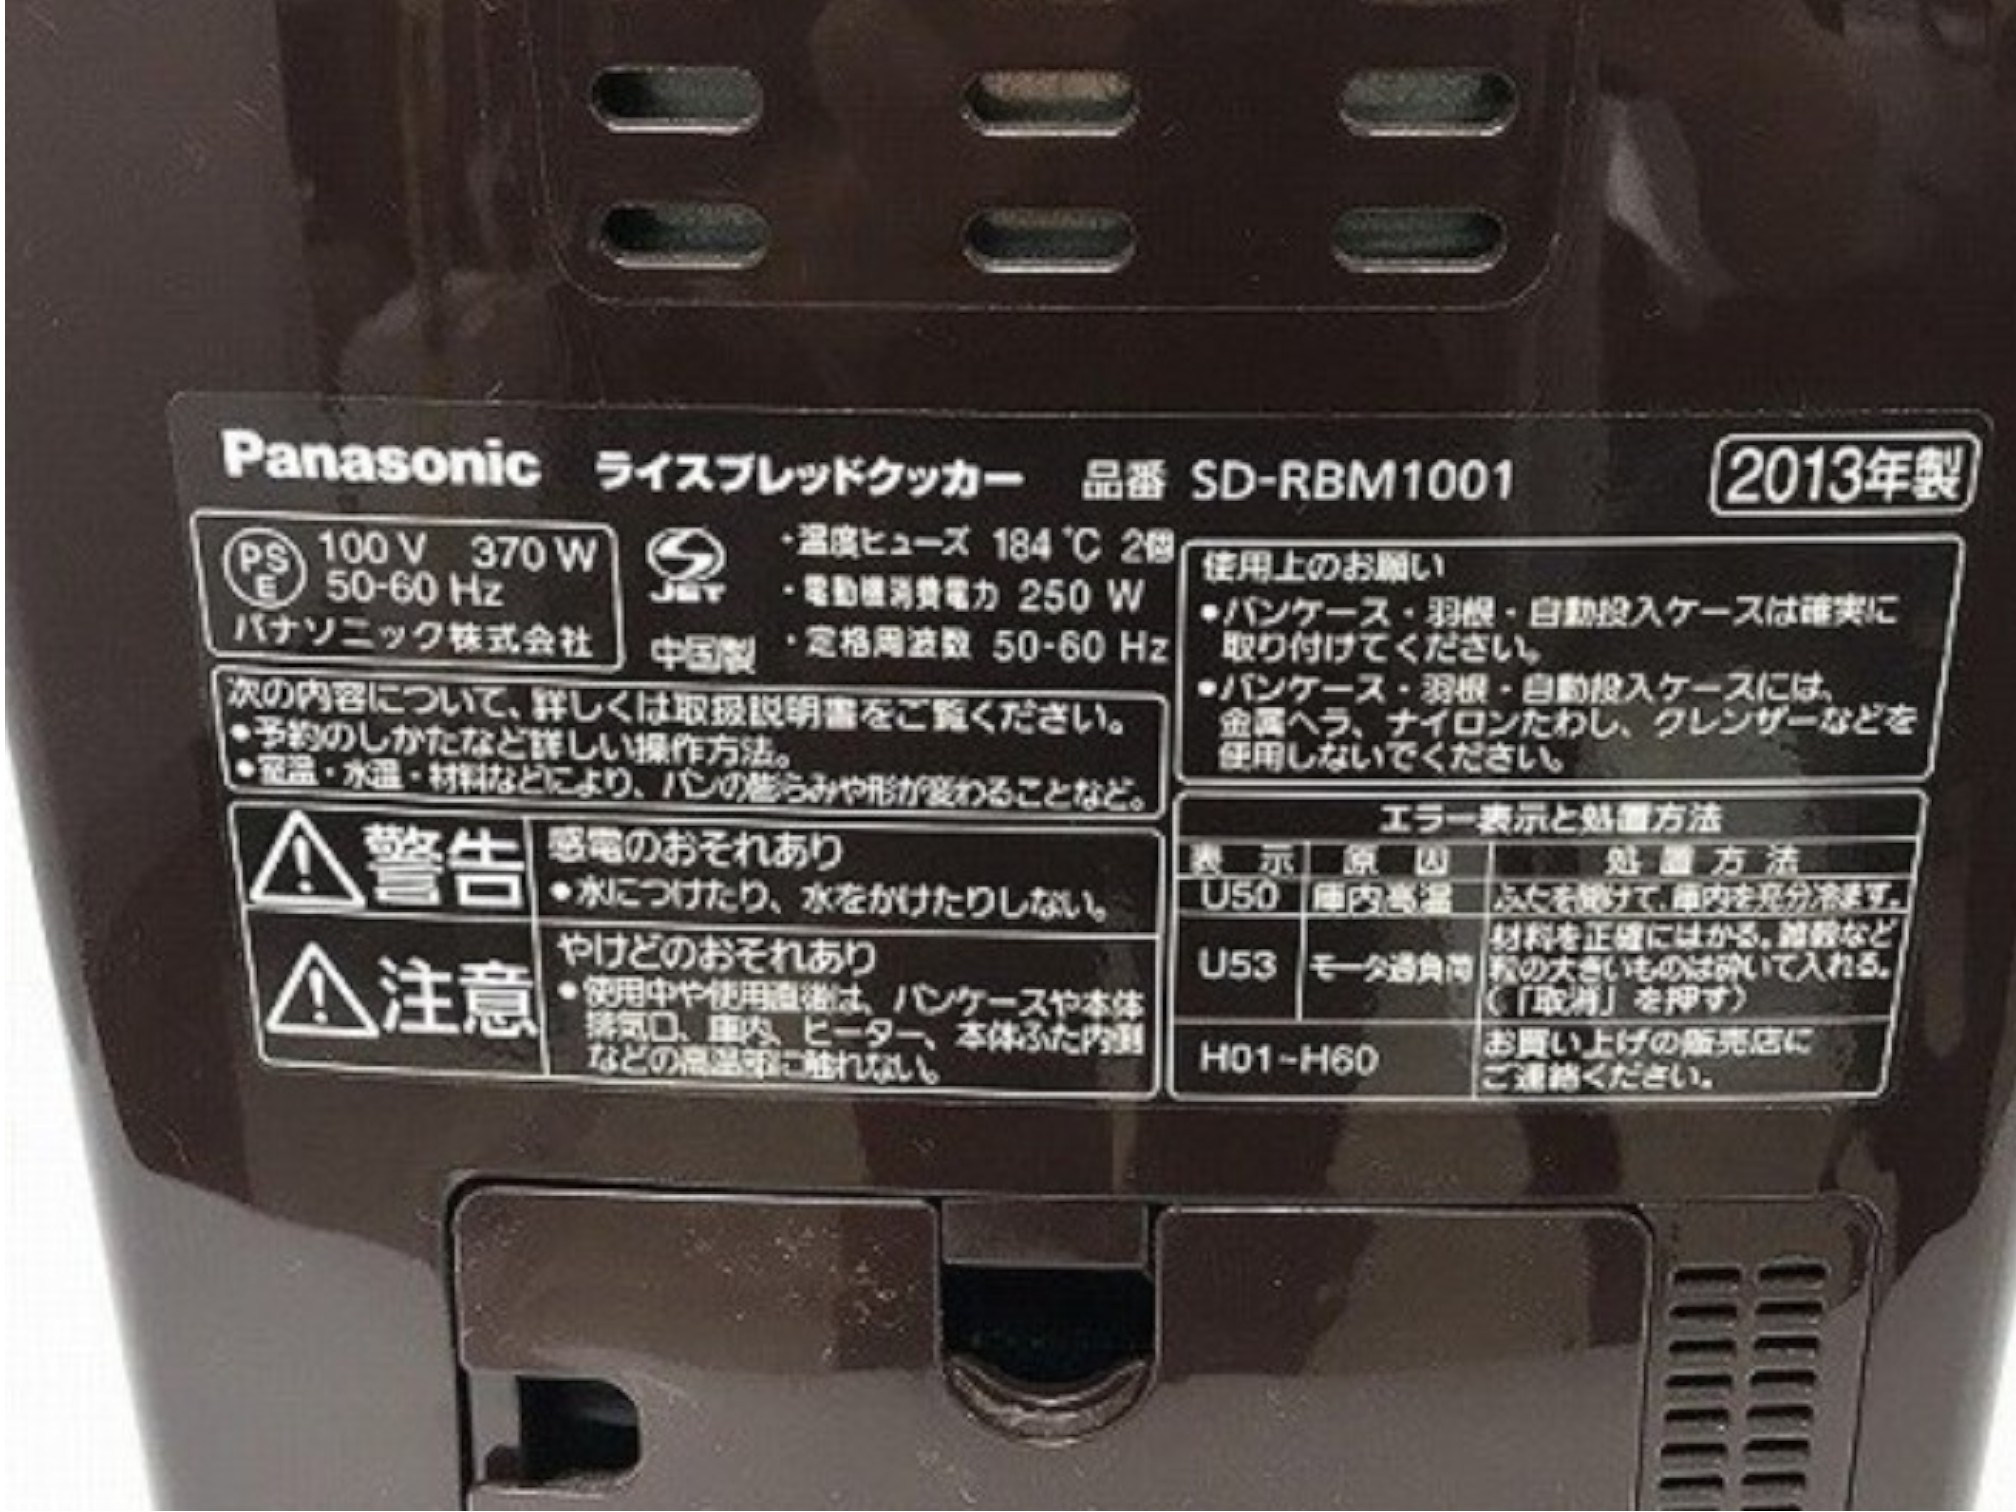 Panasonic ライスブレッドクッカー 品番 SD-RBM1001 2013年製
PS
E
100 V 370 W
50-60 Hz
パナソニック株式会社
JET
中国製
・温度ヒューズ 184 ℃ 2個
・電動機消費電力 250 W
・定格周波数 50-60 Hz
次の内容について、詳しくは取扱説明書をご覧ください。
●予約のしかたなど詳しい操作方法。
●室温・水温・材料などにより、パンの膨らみや形が変わることなど。
警告
感電のおそれあり
●水につけたり、水をかけたりしない。
注意
やけどのおそれあり
●使用中や使用直後は、パンケースや本体
排気口、庫内、ヒーター、本体ふた内側
などの高温部に触れない。
使用上のお願い
●パンケース・羽根・自動投入ケースは確実に
取り付けてください。
●パンケース・羽根・自動投入ケースには、
金属ヘラ、ナイロンたわし、クレンザーなどを
使用しないでください。
エラー表示と処置方法
表示 原因 処置方法
U50 庫内高温 ふたを開けて、庫内を充分冷ます。
U53 モータ過負荷 材料を正確にはかる。雑穀など
粒の大きいものは砕いて入れる。
(「取消」を押す)
H01~H60 お買い上げの販売店に
ご連絡ください。